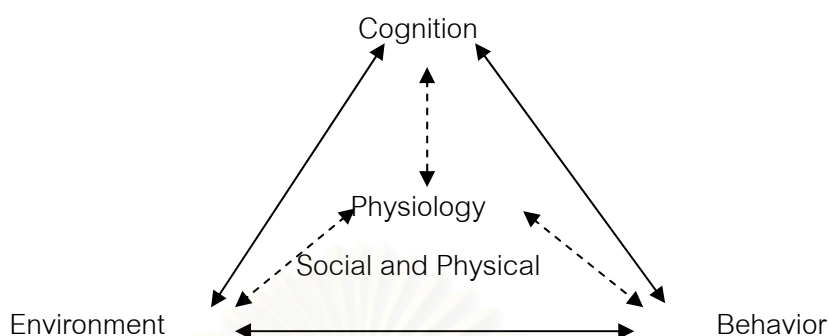 Cognition
Physiology
Social and Physical
Environment Behavior